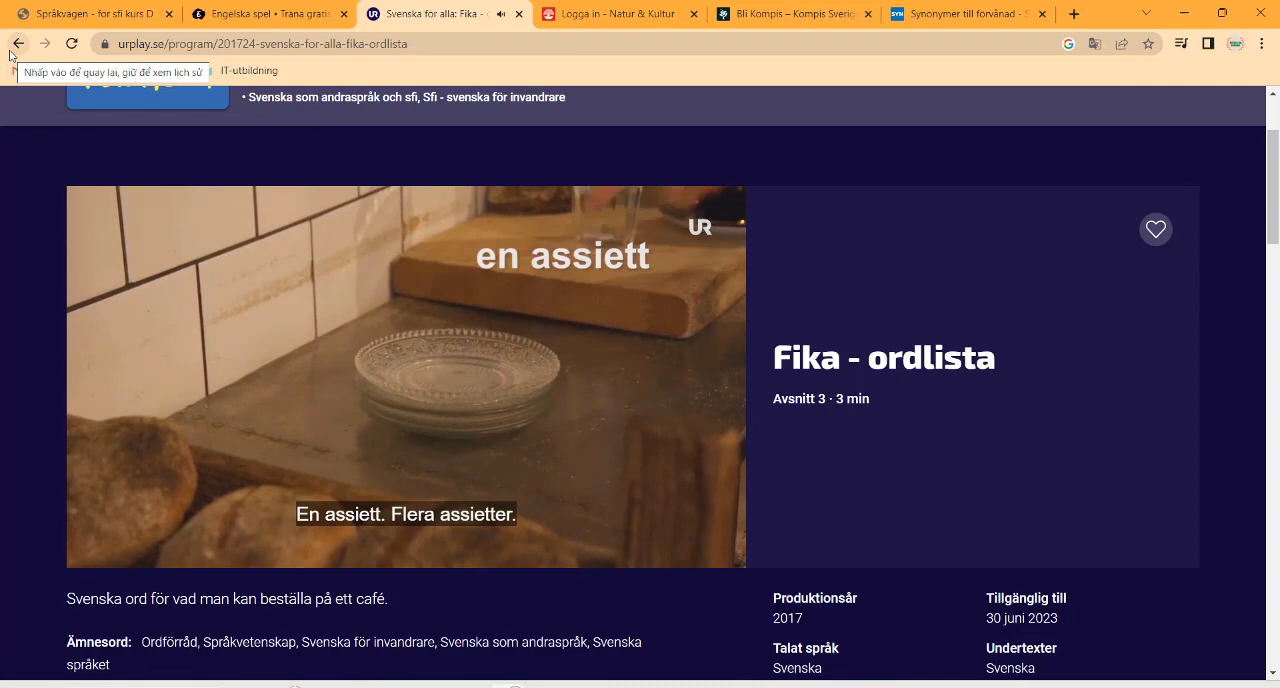 Språkvägen - för sfi kurs D
Engelska spel • Träna gratis
Svenska för alla: Fika -
Logga in - Natur & Kultur
Bli Kompis – Kompis Sverig
Synonymer till förvånad - S
urplay.se/program/201724-svenska-for-alla-fika-ordlista
Nhấp vào để quay lại, giữ để xem lịch sử
IT-utbildning
• Svenska som andraspråk och sfi, Sfi - svenska för invandrare
UR
en assiett
Fika - ordlista
Avsnitt 3 · 3 min
En assiett. Flera assietter.
Svenska ord för vad man kan beställa på ett café.
Ämnesord: Ordförråd, Språkvetenskap, Svenska för invandrare, Svenska som andraspråk, Svenska
språket
Produktionsår
2017
Tillgänglig till
30 juni 2023
Talat språk
Svenska
Undertexter
Svenska